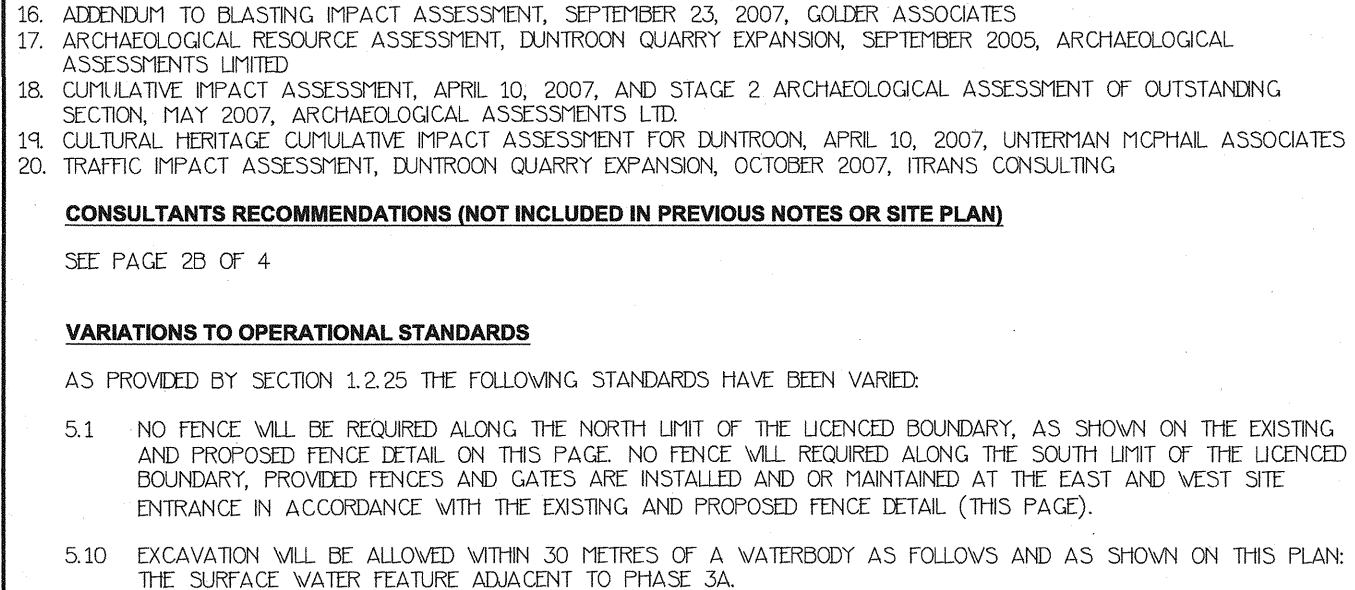 16. ADDENDUM TO BLASTING IMPACT ASSESSMENT, SEPTEMBER 23, 2007, GOLDER ASSOCIATES
17. ARCHAEOLOGICAL RESOURCE ASSESSMENT, DUNTROON QUARRY EXPANSION, SEPTEMBER 2005, ARCHAEOLOGICAL
ASSESSMENTS LIMITED
18. CUMULATIVE IMPACT ASSESSMENT, APRIL 10, 2007, AND STAGE 2 ARCHAEOLOGICAL ASSESSMENT OF OUTSTANDING
SECTION, MAY 2007, ARCHAEOLOGICAL ASSESSMENTS LTD.
19. CULTURAL HERITAGE CUMULATIVE IMPACT ASSESSMENT FOR DUNTROON, APRIL 10, 2007, UNTERMAN MCPHAIL ASSOCIATES
20. TRAFFIC IMPACT ASSESSMENT, DUNTROON QUARRY EXPANSION, OCTOBER 2007, ITRANS CONSULTING
CONSULTANTS RECOMMENDATIONS (NOT INCLUDED IN PREVIOUS NOTES OR SITE PLAN)
SEE PAGE 2B OF 4
VARIATIONS TO OPERATIONAL STANDARDS
AS PROVIDED BY SECTION 1.2.25 THE FOLLOWING STANDARDS HAVE BEEN VARIED:
5.1 NO FENCE WILL BE REQUIRED ALONG THE NORTH LIMIT OF THE LICENCED BOUNDARY, AS SHOWN ON THE EXISTING
AND PROPOSED FENCE DETAIL ON THIS PAGE. NO FENCE WILL REQUIRED ALONG THE SOUTH LIMIT OF THE LICENCED
BOUNDARY, PROVIDED FENCES AND GATES ARE INSTALLED AND OR MAINTAINED AT THE EAST AND WEST SITE
ENTRANCE IN ACCORDANCE WITH THE EXISTING AND PROPOSED FENCE DETAIL (THIS PAGE).
5.10 EXCAVATION WILL BE ALLOWED WITHIN 30 METRES OF A WATERBODY AS FOLLOWS AND AS SHOWN ON THIS PLAN:
THE SURFACE WATER FEATURE ADJACENT TO PHASE 3A.